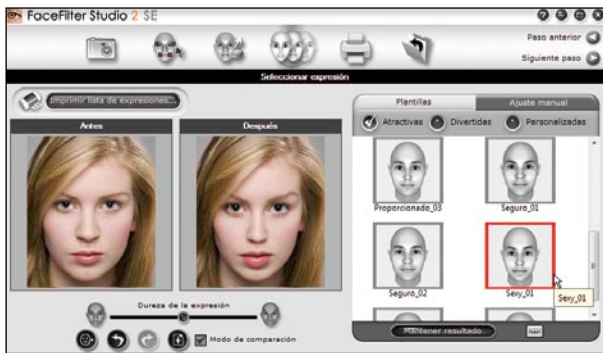 FaceFilter Studio 2 SE
Paso anterior
Siguiente paso
Seleccionar expresión
Imprimir lista de expresiones...
Antes
Después
Dureza de la expresión
Modo de comparación
Plantillas
Ajuste manual
Atractivas
Divertidas
Personalizadas
Proporcionado_03
Seguro_01
Seguro_02
Sexy_01
Sexy_01
Mantener resultado